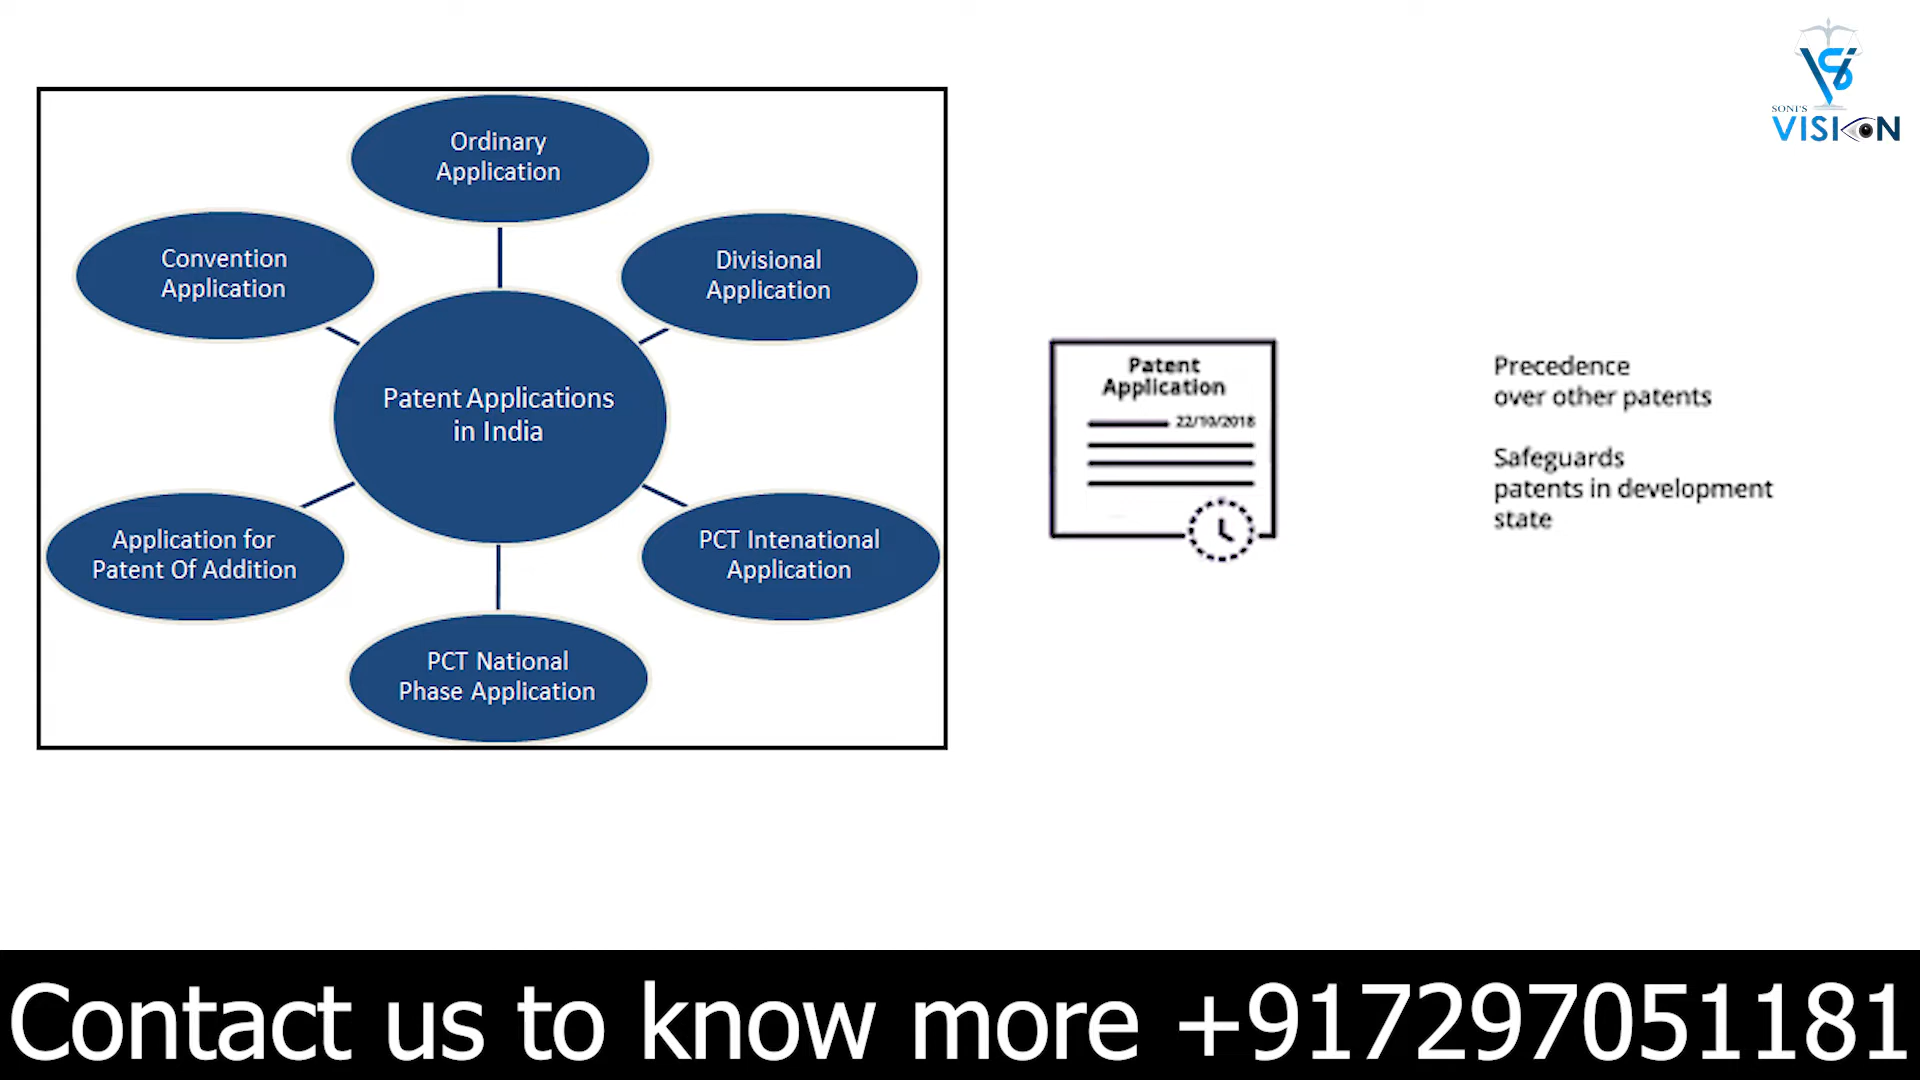 SONI'S
VISION
Ordinary
Application
Convention
Application
Divisional
Application
Patent Applications
in India
Application for
Patent Of Addition
PCT Intenational
Application
PCT National
Phase Application
Patent
Application
22/10/2018
Precedence
over other patents
Safeguards
patents in development
state
Contact us to know more +917297051181